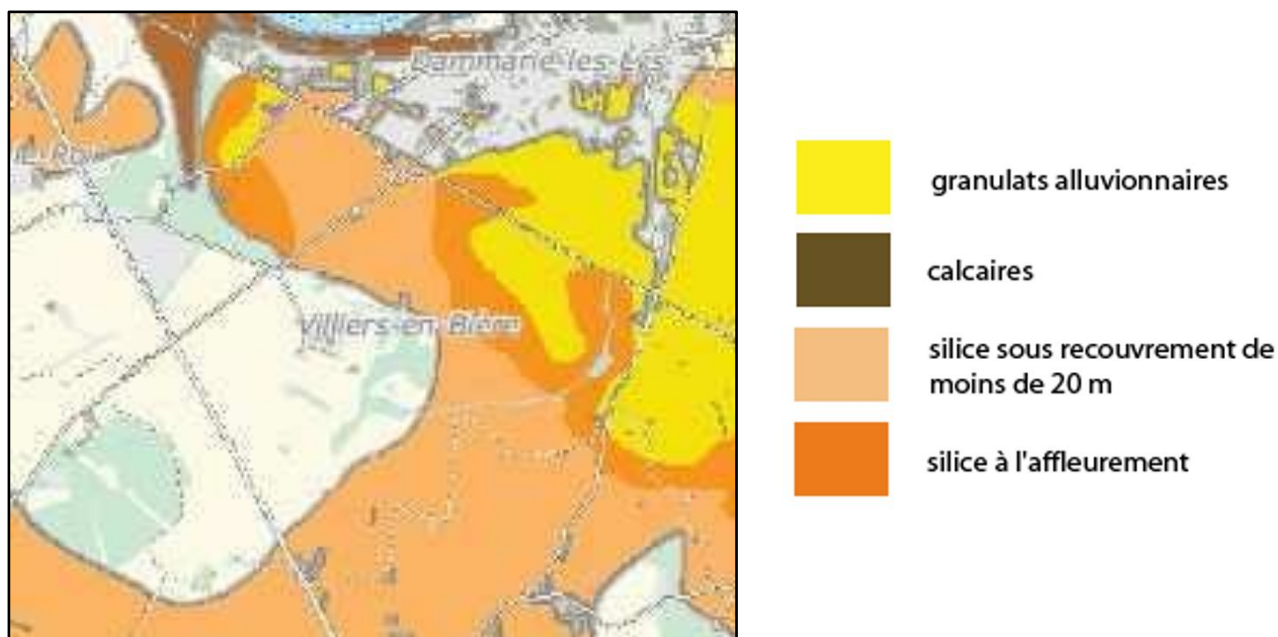 Dammarie-les-Lys
Villiers-en-Bière
granulats alluvionnaires
calcaires
silice sous recouvrement de
moins de 20 m
silice à l'affleurement